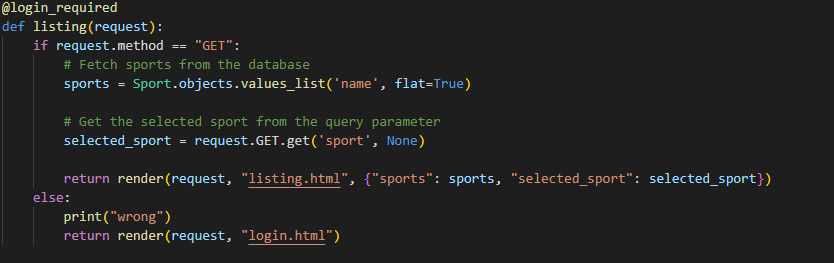 @login_required
def listing(request):
    if request.method == "GET":
        # Fetch sports from the database
        sports = Sport.objects.values_list('name', flat=True)

        # Get the selected sport from the query parameter
        selected_sport = request.GET.get('sport', None)

        return render(request, "listing.html", {"sports": sports, "selected_sport": selected_sport})
    else:
        print("wrong")
        return render(request, "login.html")